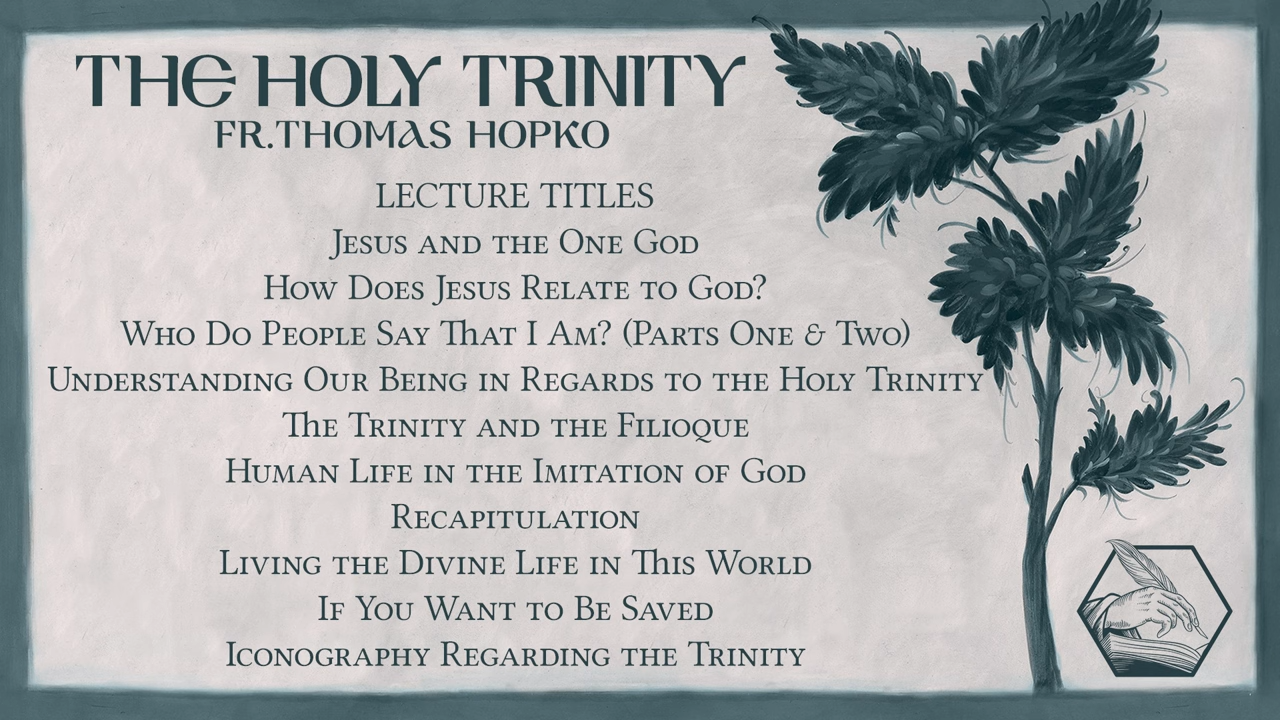 THE HOLY TRINITY
FR.THOMAS HOPKO
LECTURE TITLES
Jesus and the One God
How Does Jesus Relate to God?
Who Do People Say That I Am? (Parts One & Two)
Understanding Our Being in Regards to the Holy Trinity
The Trinity and the Filioque
Human Life in the Imitation of God
Recapitulation
Living the Divine Life in This World
If You Want to Be Saved
Iconography Regarding the Trinity